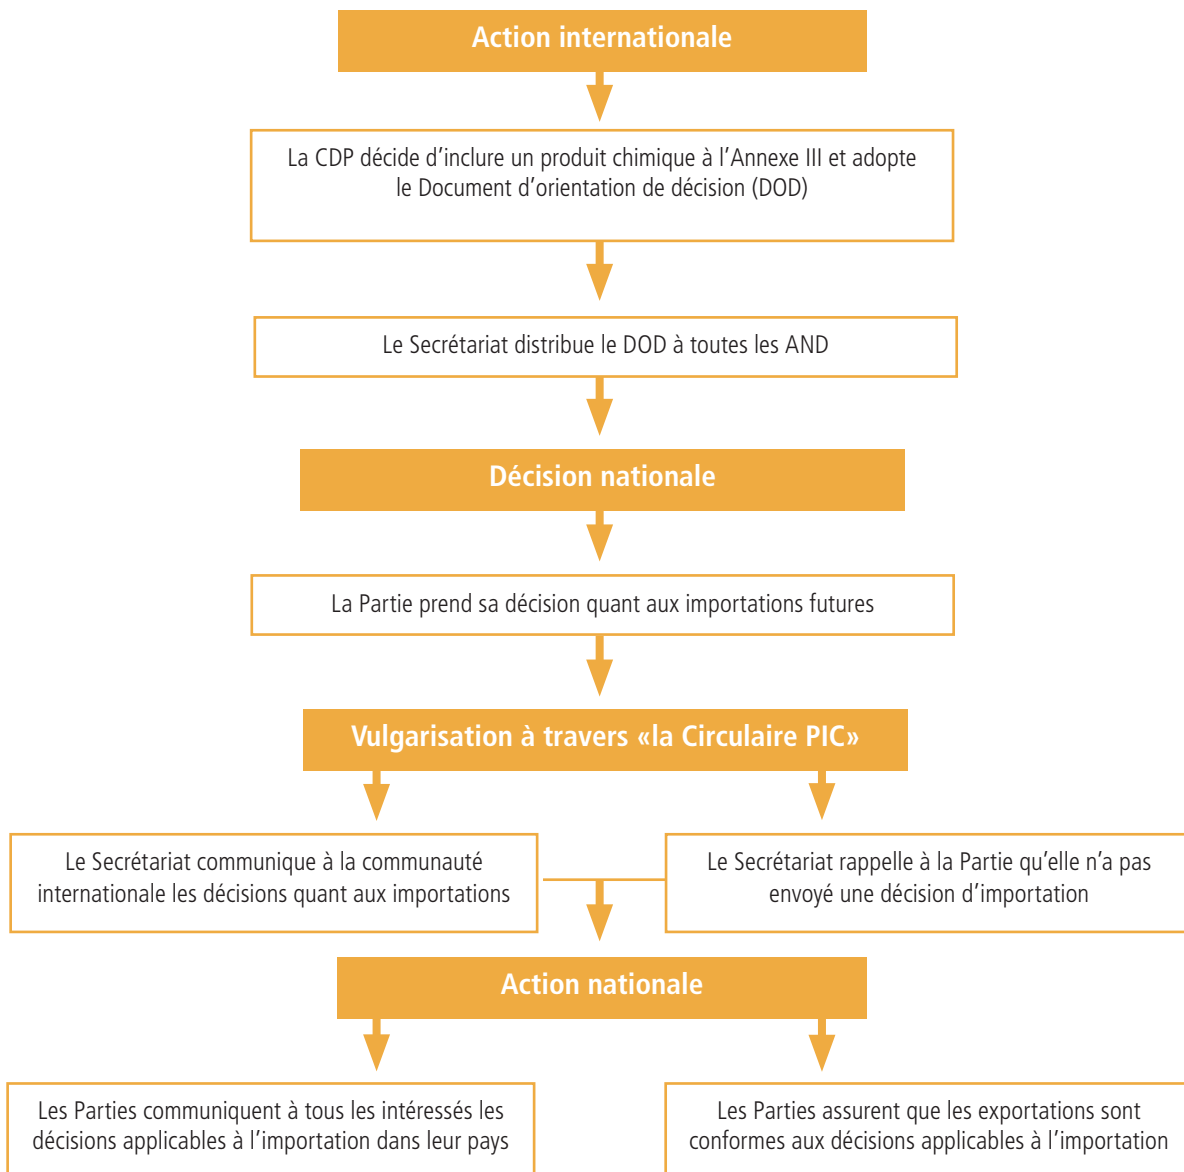 Action internationale
La CDP décide d’inclure un produit chimique à l’Annexe III et adopte
le Document d’orientation de décision (DOD)
Le Secrétariat distribue le DOD à toutes les AND
Décision nationale
La Partie prend sa décision quant aux importations futures
Vulgarisation à travers «la Circulaire PIC»
Le Secrétariat communique à la communauté
internationale les décisions quant aux importations
Le Secrétariat rappelle à la Partie qu’elle n’a pas
envoyé une décision d’importation
Action nationale
Les Parties communiquent à tous les intéressés les
décisions applicables à l’importation dans leur pays
Les Parties assurent que les exportations sont
conformes aux décisions applicables à l’importation